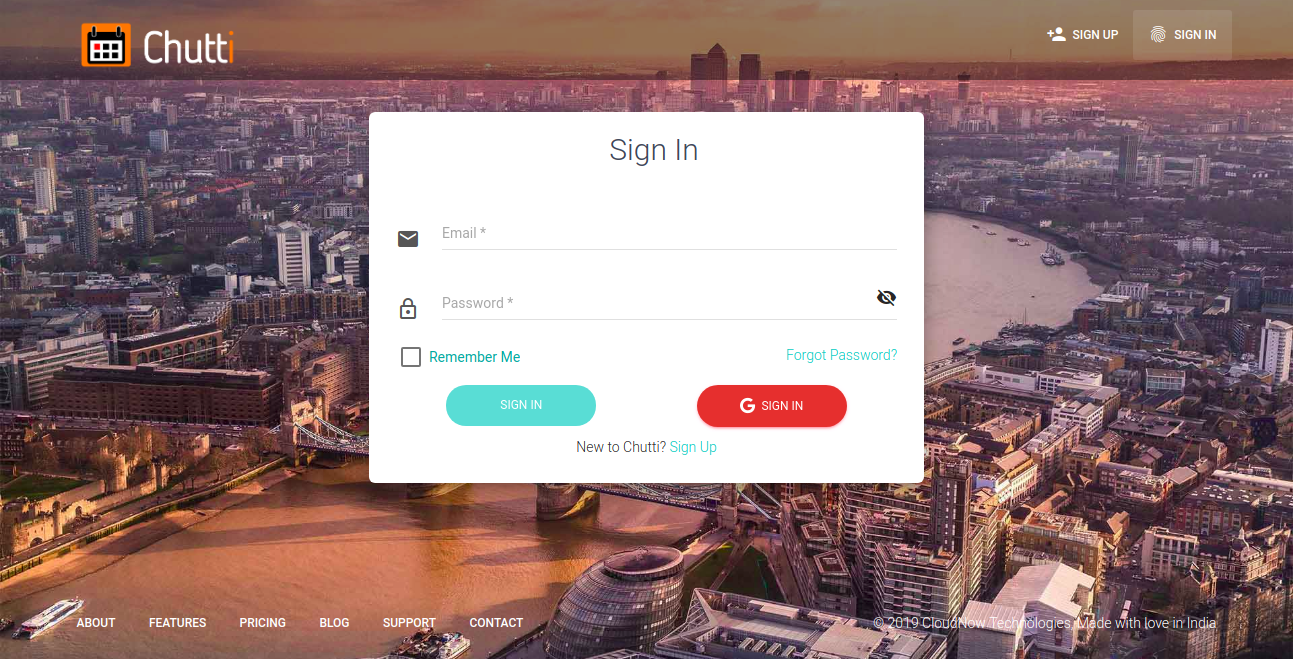 Chutti
SIGN UP
SIGN IN
Sign In
Email *
Password *
Remember Me
Forgot Password?
SIGN IN
G SIGN IN
New to Chutti? Sign Up
ABOUT
FEATURES
PRICING
BLOG
SUPPORT
CONTACT
© 2019 CloudNow Technologies. Made with love in India